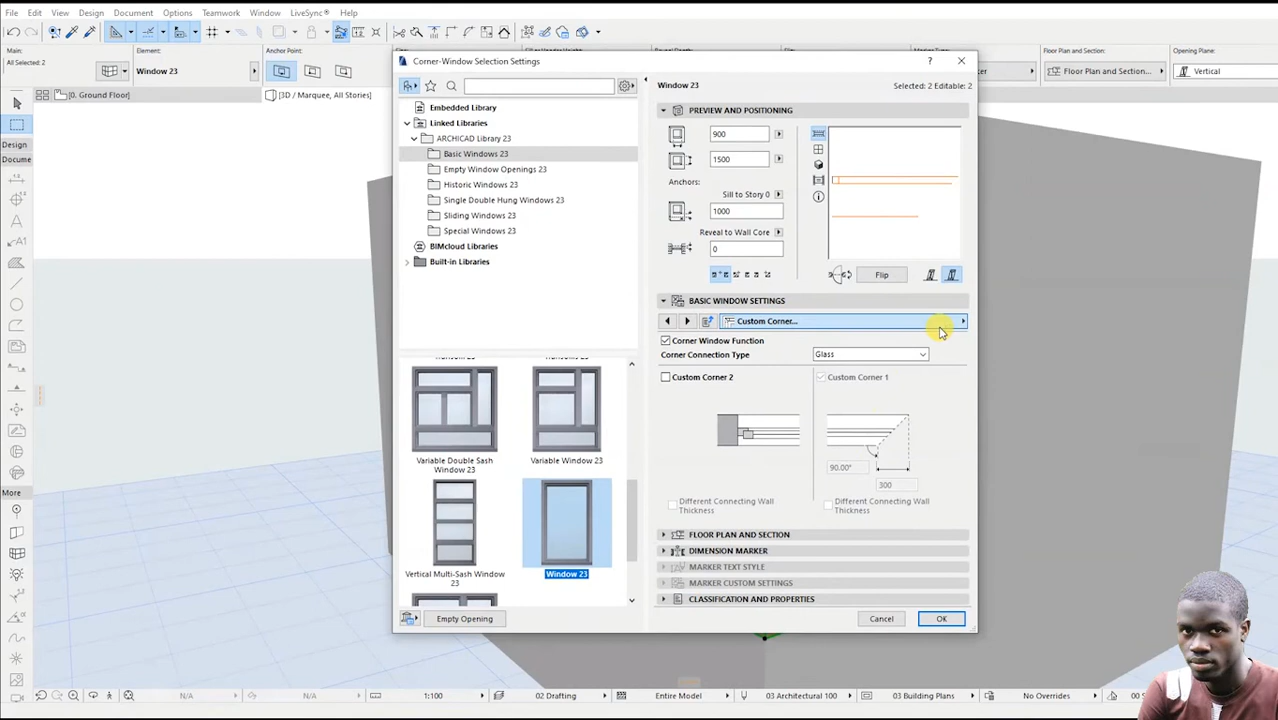 File Edit View Design Document Options Teamwork Window LiveSync® Help
Main: Element: Anchor Point:
All Selected: 2 Window 23
Floor Plan and Section: Opening Plane:
Floor Plan and Section... Vertical
[0. Ground Floor] [3D / Marquee, All Stories]
Design
Docume
More
Corner-Window Selection Settings ? ×
Embedded Library
Linked Libraries
ARCHICAD Library 23
Basic Windows 23
Empty Window Openings 23
Historic Windows 23
Single Double Hung Windows 23
Sliding Windows 23
Special Windows 23
BIMcloud Libraries
Built-in Libraries
Variable Double Sash Window 23
Variable Window 23
Vertical Multi-Sash Window 23
Window 23
Empty Opening
Window 23 Selected: 2 Editable: 2
PREVIEW AND POSITIONING
900
1500
Anchors:
Sill to Story 0
1000
Reveal to Wall Core
0
Flip
BASIC WINDOW SETTINGS
Custom Corner...
Corner Window Function
Corner Connection Type Glass
Custom Corner 2 Custom Corner 1
90.00°
300
Different Connecting Wall Thickness
Different Connecting Wall Thickness
FLOOR PLAN AND SECTION
DIMENSION MARKER
MARKER TEXT STYLE
MARKER CUSTOM SETTINGS
CLASSIFICATION AND PROPERTIES
Cancel OK
N/A N/A 1:100 02 Drafting Entire Model 03 Architectural 100 03 Building Plans No Overrides